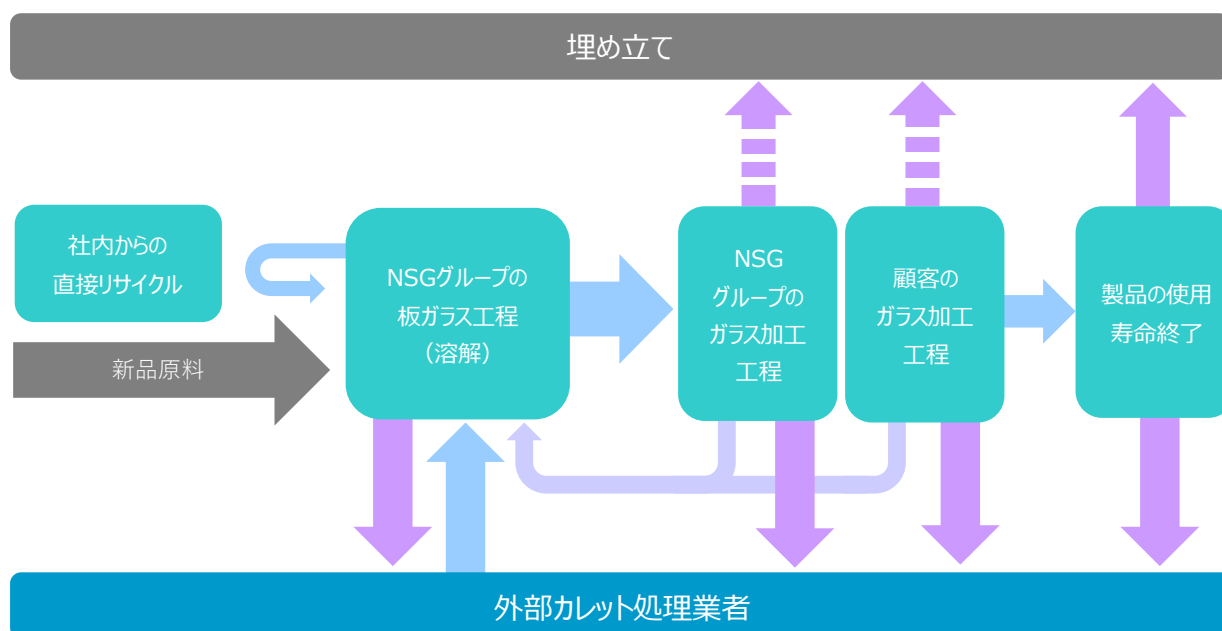 埋め立て
社内からの
直接リサイクル
新品原料
NSGグループの
板ガラス工程
（溶解）
NSG
グループの
ガラス加工
工程
顧客の
ガラス加工
工程
製品の使用
寿命終了
外部カレット処理業者